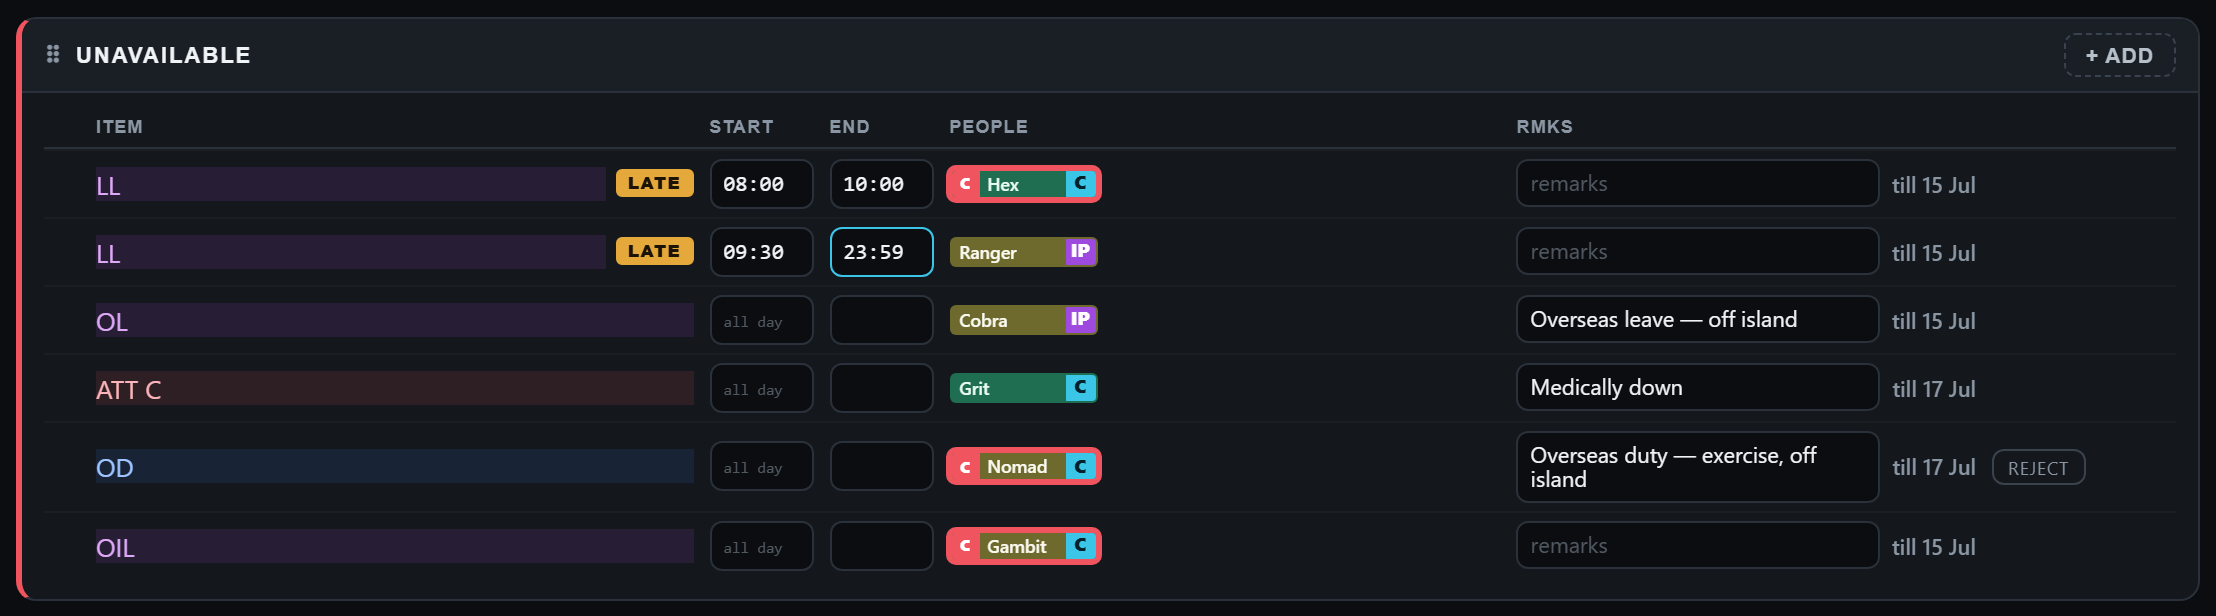 UNAVAILABLE
+ ADD
ITEM START END PEOPLE RMKS
LL LATE 08:00 10:00 C Hex C remarks till 15 Jul
LL LATE 09:30 23:59 Ranger IP remarks till 15 Jul
OL all day Cobra IP Overseas leave — off island till 15 Jul
ATT C all day Grit C Medically down till 17 Jul
OD all day C Nomad C Overseas duty — exercise, off
island till 17 Jul REJECT
OIL all day C Gambit C remarks till 15 Jul